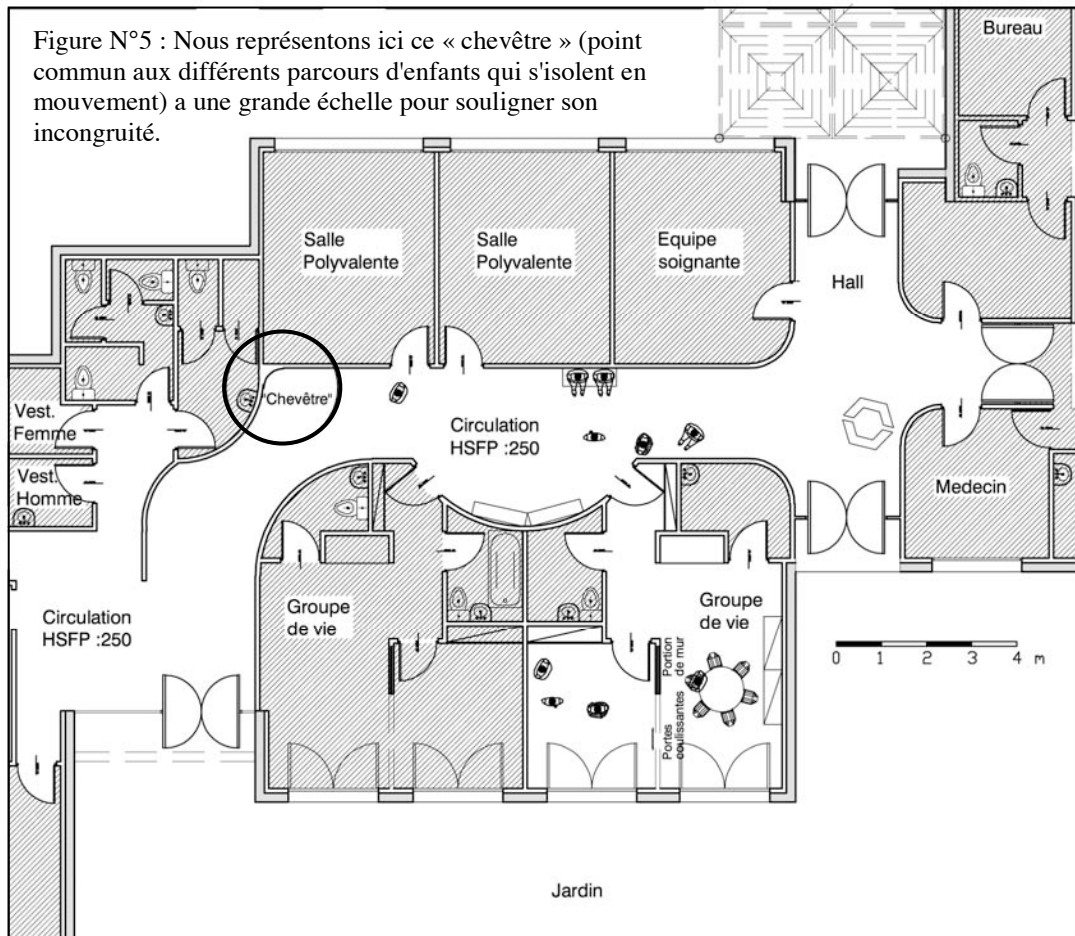 Figure N°5 : Nous représentons ici ce « chevêtre » (point
commun aux différents parcours d'enfants qui s'isolent en
mouvement) a une grande échelle pour souligner son
incongruité.
Bureau
Salle
Polyvalente
Salle
Polyvalente
Equipe
soignante
Hall
"Chevêtre"
Vest.
Femme
Circulation
HSFP :250
Vest.
Homme
Medecin
Circulation
HSFP :250
Groupe
de vie
Groupe
de vie
Portion
de mur
Portes
coulissantes
0 1 2 3 4 m
Jardin